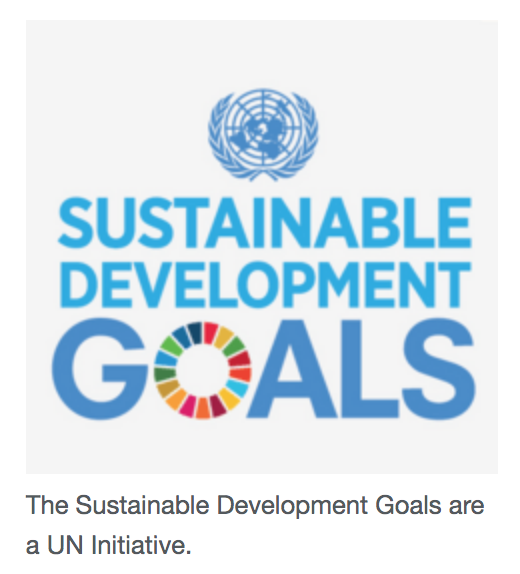 SUSTAINABLE
DEVELOPMENT
GOALS
The Sustainable Development Goals are
a UN Initiative.